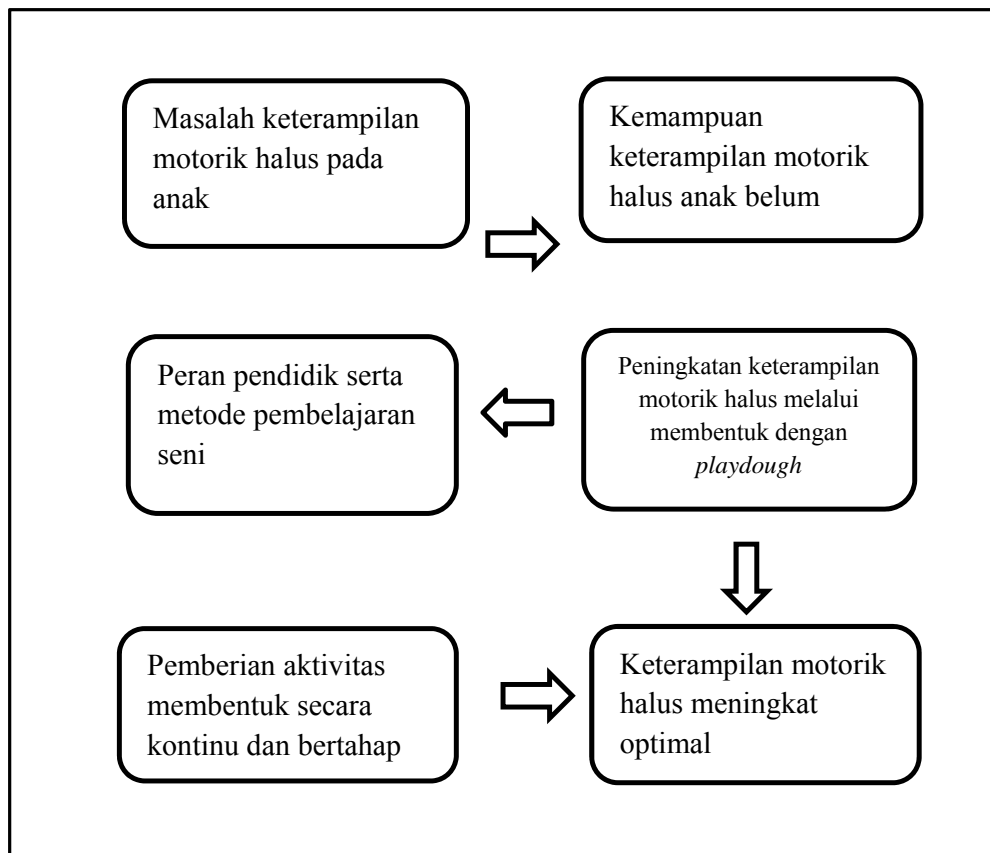 Masalah keterampilan
motorik halus pada
anak
Kemampuan
keterampilan motorik
halus anak belum
Peran pendidik serta
metode pembelajaran
seni
Peningkatan keterampilan
motorik halus melalui
membentuk dengan
playdough
Pemberian aktivitas
membentuk secara
kontinu dan bertahap
Keterampilan motorik
halus meningkat
optimal